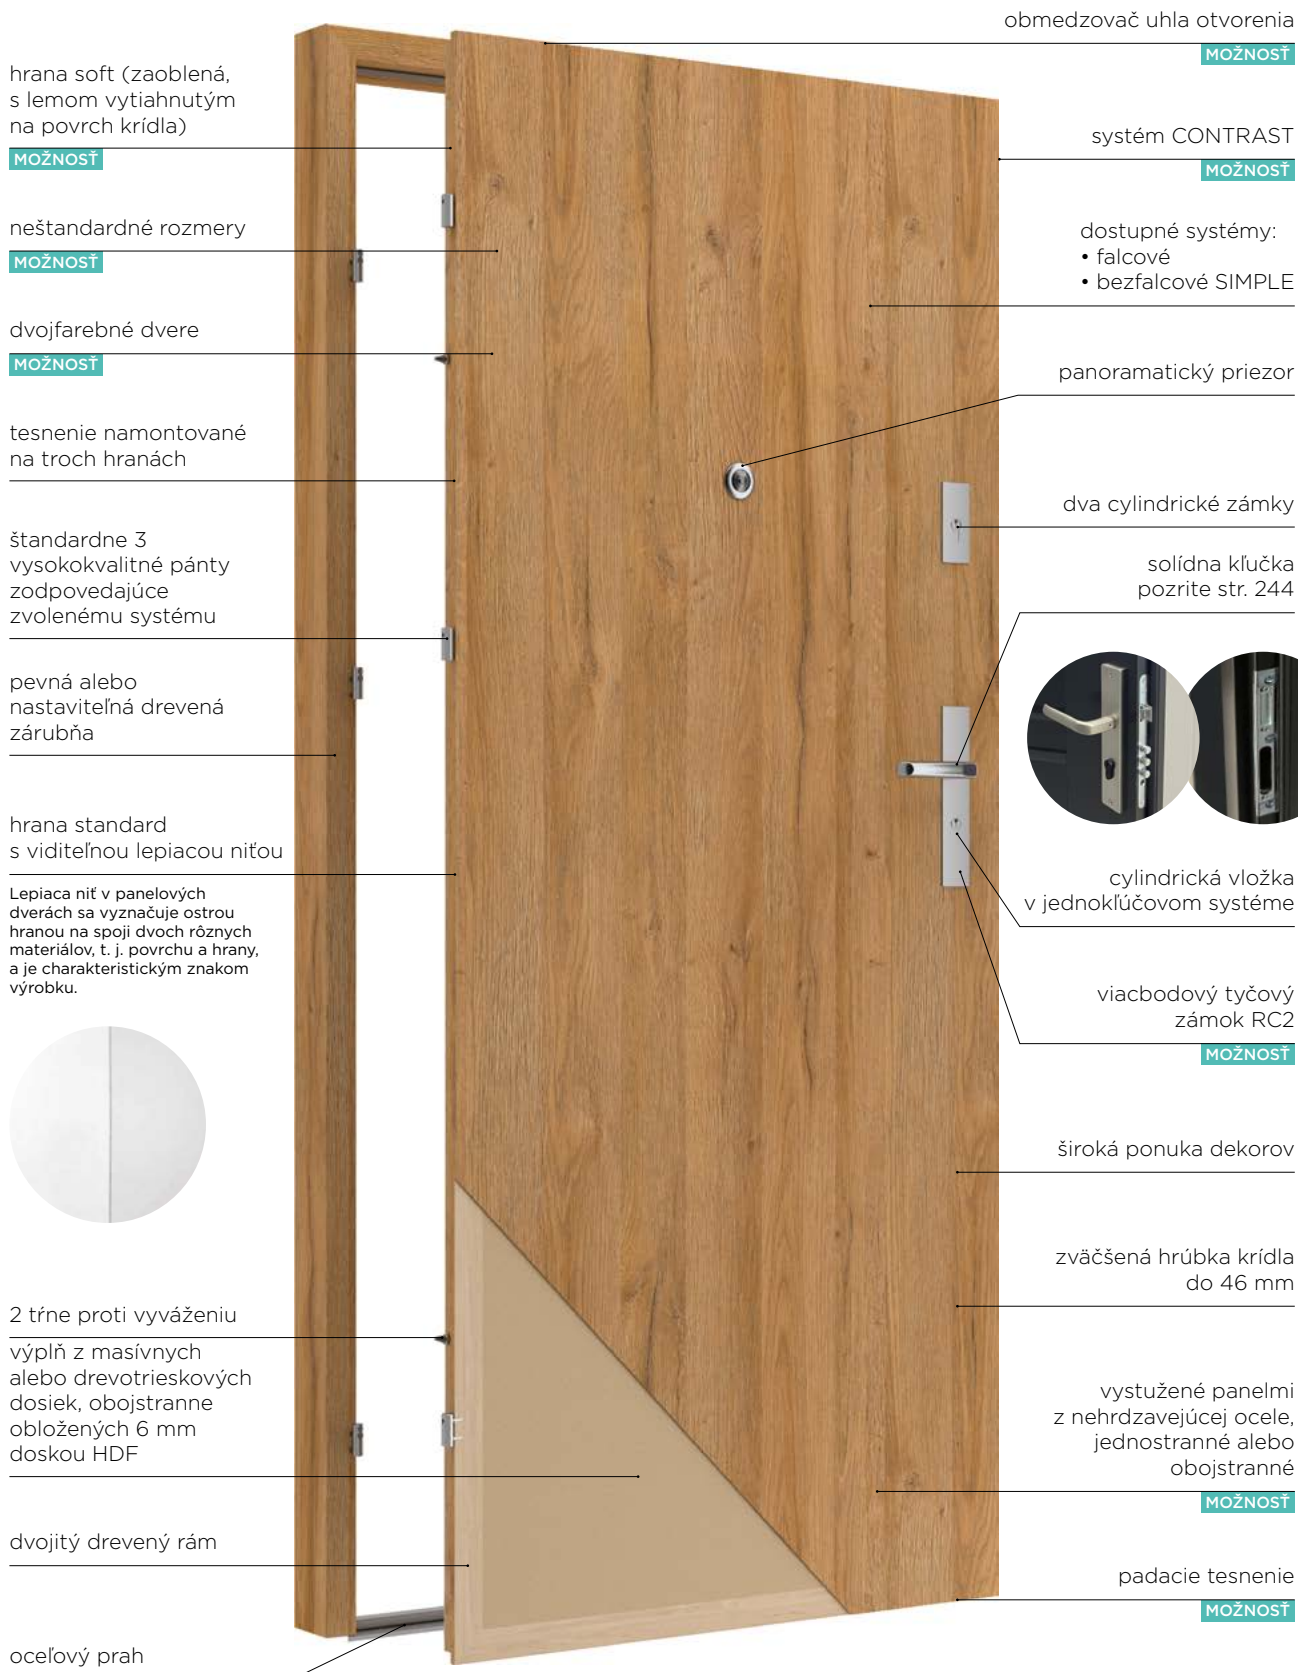 hrana soft (zaoblená,
s lemom vytiahnutým
na povrch krídla)
MOŽNOSŤ
neštandardné rozmery
MOŽNOSŤ
dvojfarebné dvere
MOŽNOSŤ
tesnenie namontované
na troch hranách
štandardne 3
vysokokvalitné pánty
zodpovedajúce
zvolenému systému
pevná alebo
nastaviteľná drevená
zárubňa
hrana standard
s viditeľnou lepiacou niťou
Lepiaca niť v panelových
dverách sa vyznačuje ostrou
hranou na spoji dvoch rôznych
materiálov, t. j. povrchu a hrany,
a je charakteristickým znakom
výrobku.
2 tŕne proti vyváženiu
výplň z masívnych
alebo drevotrieskových
dosiek, obojstranne
obložených 6 mm
doskou HDF
dvojitý drevený rám
oceľový prah
obmedzovač uhla otvorenia
MOŽNOSŤ
systém CONTRAST
MOŽNOSŤ
dostupné systémy:
• falcové
• bezfalcové SIMPLE
panoramatický priezor
dva cylindrické zámky
solídna kľučka
pozrite str. 244
cylindrická vložka
v jednokľúčovom systéme
viacbodový tyčový
zámok RC2
MOŽNOSŤ
široká ponuka dekorov
zväčšená hrúbka krídla
do 46 mm
vystužené panelmi
z nehrdzavejúcej ocele,
jednostranné alebo
obojstranné
MOŽNOSŤ
padacie tesnenie
MOŽNOSŤ